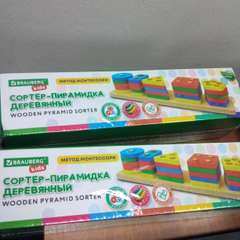 BRAUBERG
kids
МЕТОД МОНТЕССОРИ
СОРТЕР-ПИРАМИДКА
ДЕРЕВЯННЫЙ
WOODEN PYRAMID SORTER
BRAUBERG
kids
МЕТОД МОНТЕССОРИ
СОРТЕР-ПИРАМИДКА
ДЕРЕВЯННЫЙ
WOODEN PYRAMID SORTER